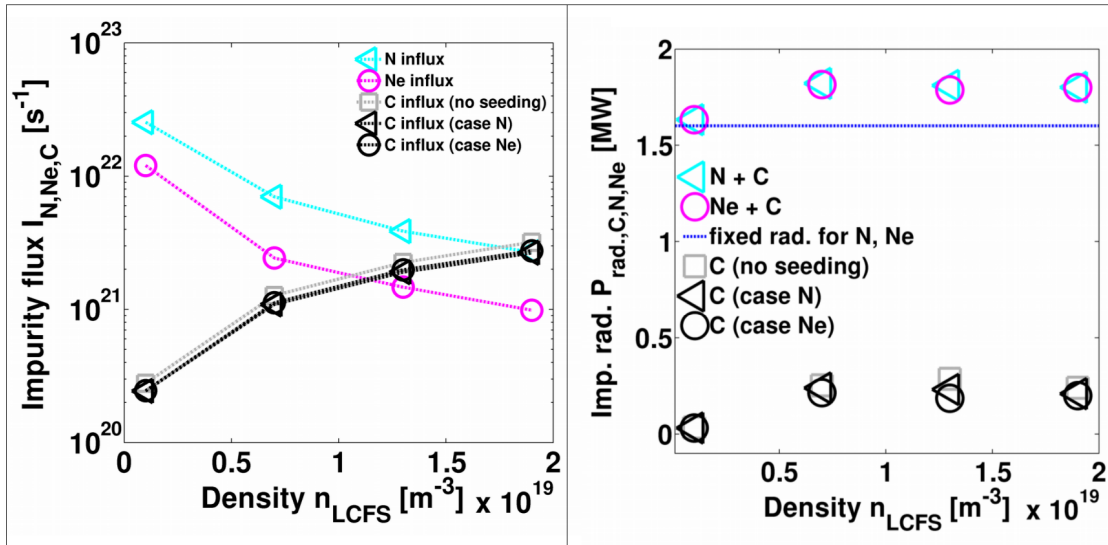 10^23
10^22
10^21
10^20
Impurity flux I_N,Ne,C [s^-1]
N influx
Ne influx
C influx (no seeding)
C influx (case N)
C influx (case Ne)
0 0.5 1 1.5 2
Density n_LCFS [m^-3] x 10^19
2
1.5
1
0.5
0
Imp. rad. P_rad.,C,N,Ne [MW]
N + C
Ne + C
fixed rad. for N, Ne
C (no seeding)
C (case N)
C (case Ne)
0.5 1 1.5 2
Density n_LCFS [m^-3] x 10^19